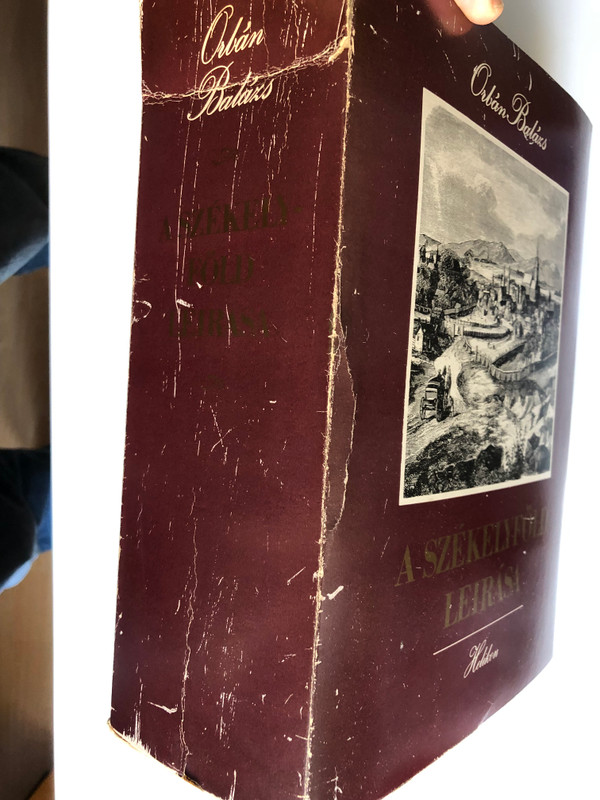 Orbán
Balázs
A SZÉKELY-
FÖLD
LEIRÁSA
Orbán Balázs
A SZÉKELYFÖLD
LEIRÁSA
Helikon